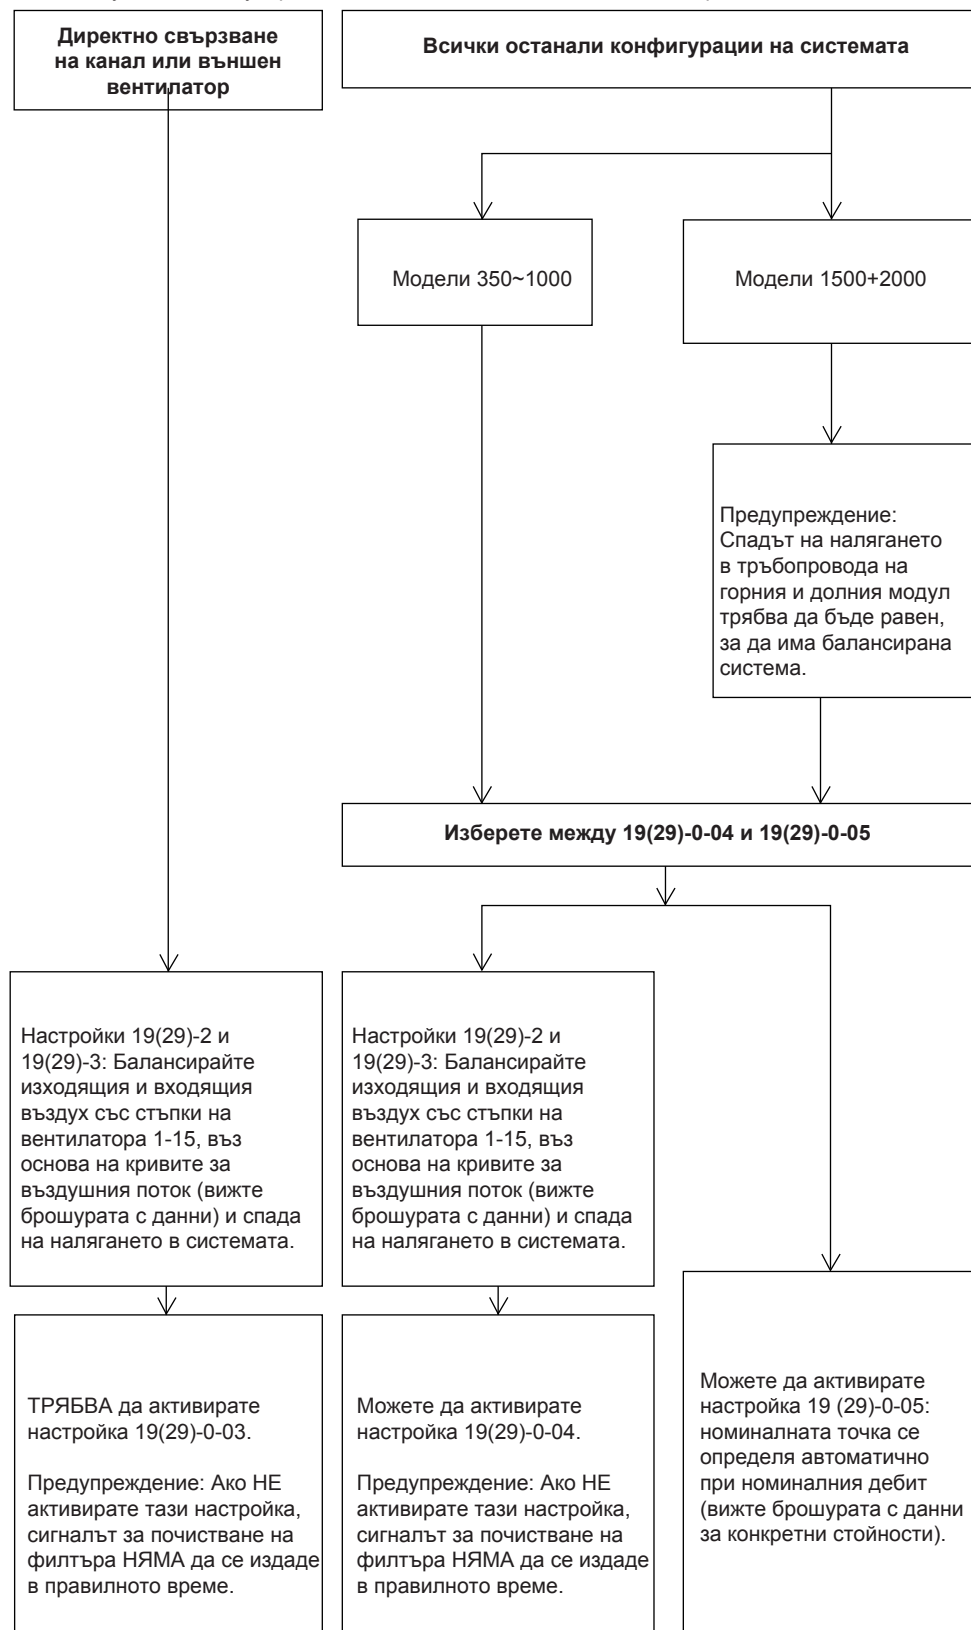 Директно свързване
на канал или външен
вентилатор
Всички останали конфигурации на системата
Модели 350~1000
Модели 1500+2000
Предупреждение:
Спадът на налягането
в тръбопровода на
горния и долния модул
трябва да бъде равен,
за да има балансирана
система.
Изберете между 19(29)-0-04 и 19(29)-0-05
Настройки 19(29)-2 и
19(29)-3: Балансирайте
изходящия и входящия
въздух със стъпки на
вентилатора 1-15, въз
основа на кривите за
въздушния поток (вижте
брошурата с данни) и спада
на налягането в системата.
Настройки 19(29)-2 и
19(29)-3: Балансирайте
изходящия и входящия
въздух със стъпки на
вентилатора 1-15, въз
основа на кривите за
въздушния поток (вижте
брошурата с данни) и спада
на налягането в системата.
ТРЯБВА да активирате
настройка 19(29)-0-03.
Предупреждение: Ако НЕ
активирате тази настройка,
сигналът за почистване на
филтъра НЯМА да се издаде
в правилното време.
Можете да активирате
настройка 19(29)-0-04.
Предупреждение: Ако НЕ
активирате тази настройка,
сигналът за почистване на
филтъра НЯМА да се издаде
в правилното време.
Можете да активирате
настройка 19 (29)-0-05:
номиналната точка се
определя автоматично
при номиналния дебит
(вижте брошурата с данни
за конкретни стойности).